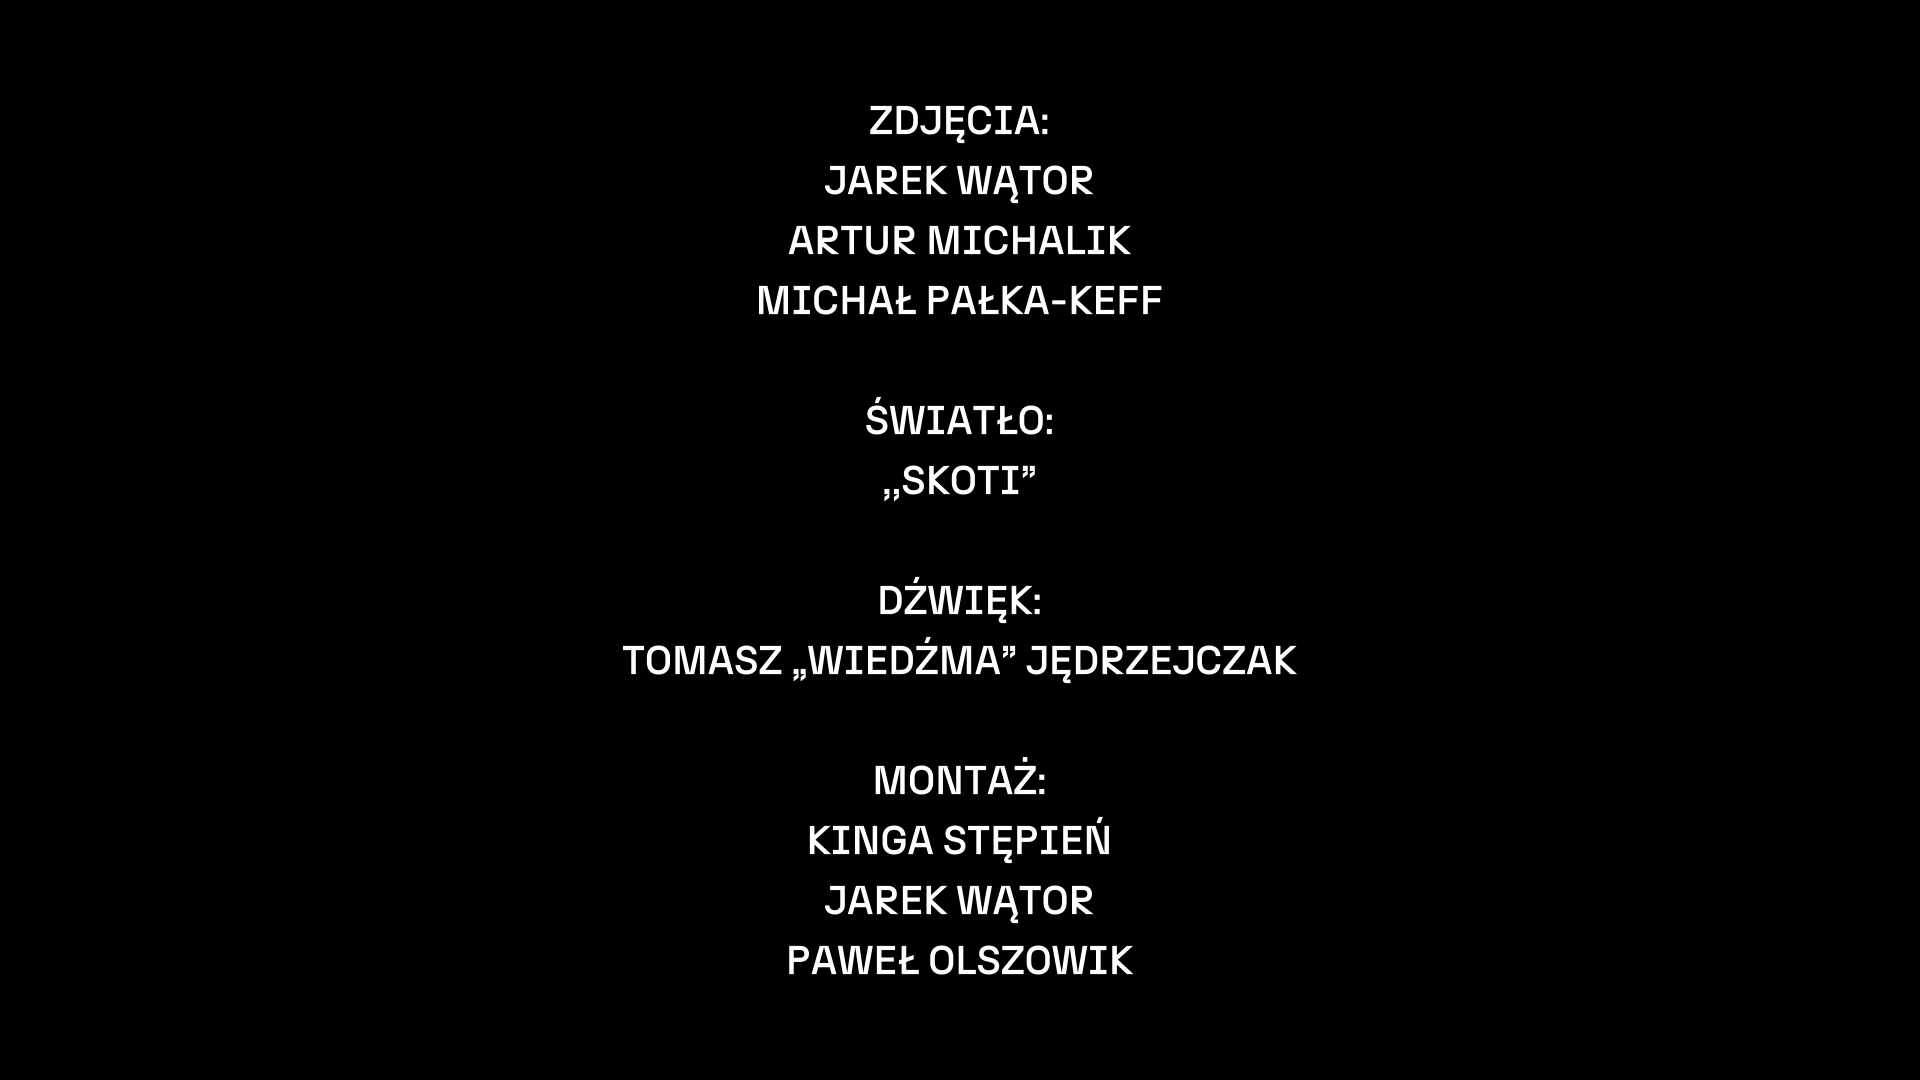 ZDJĘCIA:
JAREK WĄTOR
ARTUR MICHALIK
MICHAŁ PAŁKA-KEFF
ŚWIATŁO:
„SKOTI”
DŹWIĘK:
TOMASZ „WIEDŹMA” JĘDRZEJCZAK
MONTAŻ:
KINGA STĘPIEŃ
JAREK WĄTOR
PAWEŁ OLSZOWIK